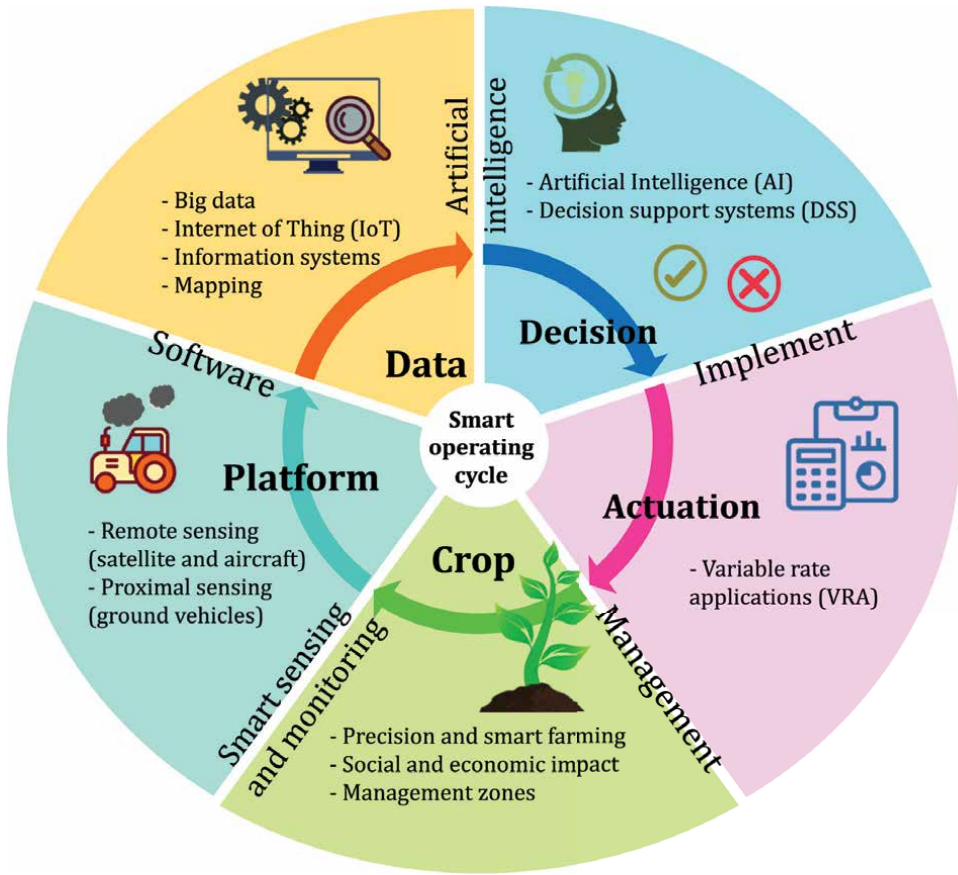 Artificial
intelligence
- Big data
- Internet of Thing (IoT)
- Information systems
- Mapping
Data
- Artificial Intelligence (AI)
- Decision support systems (DSS)
Decision
Software
Implement
Smart
operating
cycle
Platform
- Remote sensing
(satellite and aircraft)
- Proximal sensing
(ground vehicles)
Actuation
- Variable rate
applications (VRA)
Crop
- Precision and smart farming
- Social and economic impact
- Management zones
Smart sensing
and monitoring
Management